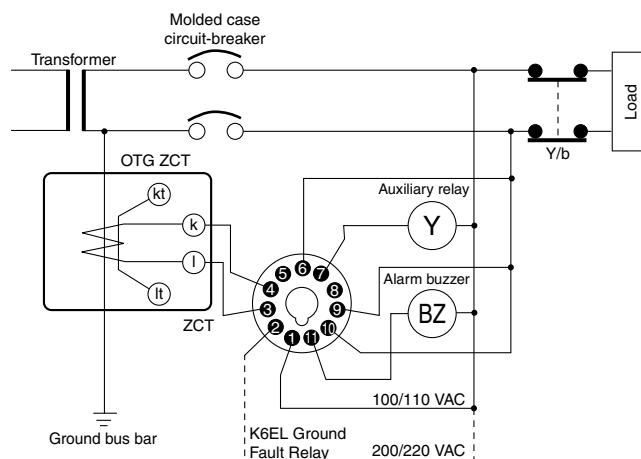 Molded case
circuit-breaker
Transformer
Load
Y/b
OTG ZCT
kt
k
l
lt
ZCT
Auxiliary relay
Y
Alarm buzzer
BZ
6
5
7
4
8
3
9
2
10
1
11
100/110 VAC
Ground bus bar
K6EL Ground
Fault Relay
200/220 VAC